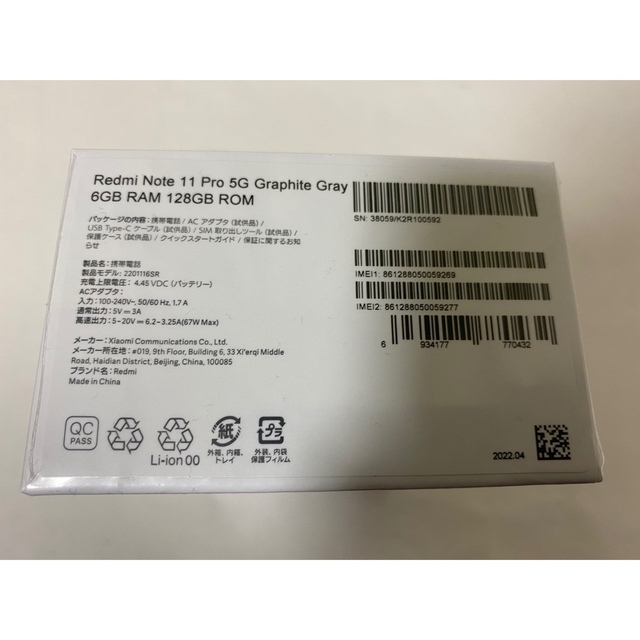 Redmi Note 11 Pro 5G Graphite Gray
6GB RAM 128GB ROM
パッケージの内容：携帯電話 / AC アダプタ (試供品) /
USB Type-C ケーブル (試供品) / SIM 取り出しツール (試供品) /
保護ケース (試供品) / クイックスタートガイド / 保証に関するお知
らせ
製品名：携帯電話
製品モデル: 2201116SR
充電上限電圧： 4.45 VDC (バッテリー)
ACアダプタ：
入力：100-240V~, 50/60 Hz, 1.7 A
通常出力：5V⎓3A
高速出力：5-20V⎓6.2-3.25A(67W Max)
メーカー：Xiaomi Communications Co., Ltd.
メーカー所在地：#019, 9th Floor, Building 6, 33 Xi'erqi Middle
Road, Haidian District, Beijing, China, 100085
ブランド名：Redmi
Made in China
SN: 38059/K2R100592
IMEI1: 861288050059269
IMEI2: 861288050059277
6 934177 770432
QC
PASS
Li-ion 00
紙
外箱、内箱、
トレイ
プラ
外装、内袋
保護フィルム
2022.04